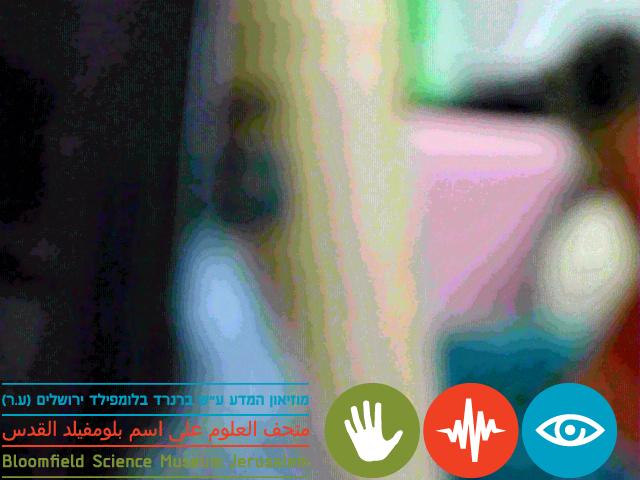 מוזיאון המדע ע״ש ברנרד בלומפילד ירושלים (ע.ר)
متحف العلوم على اسم بلومفيلد القدس
Bloomfield Science Museum Jerusalem